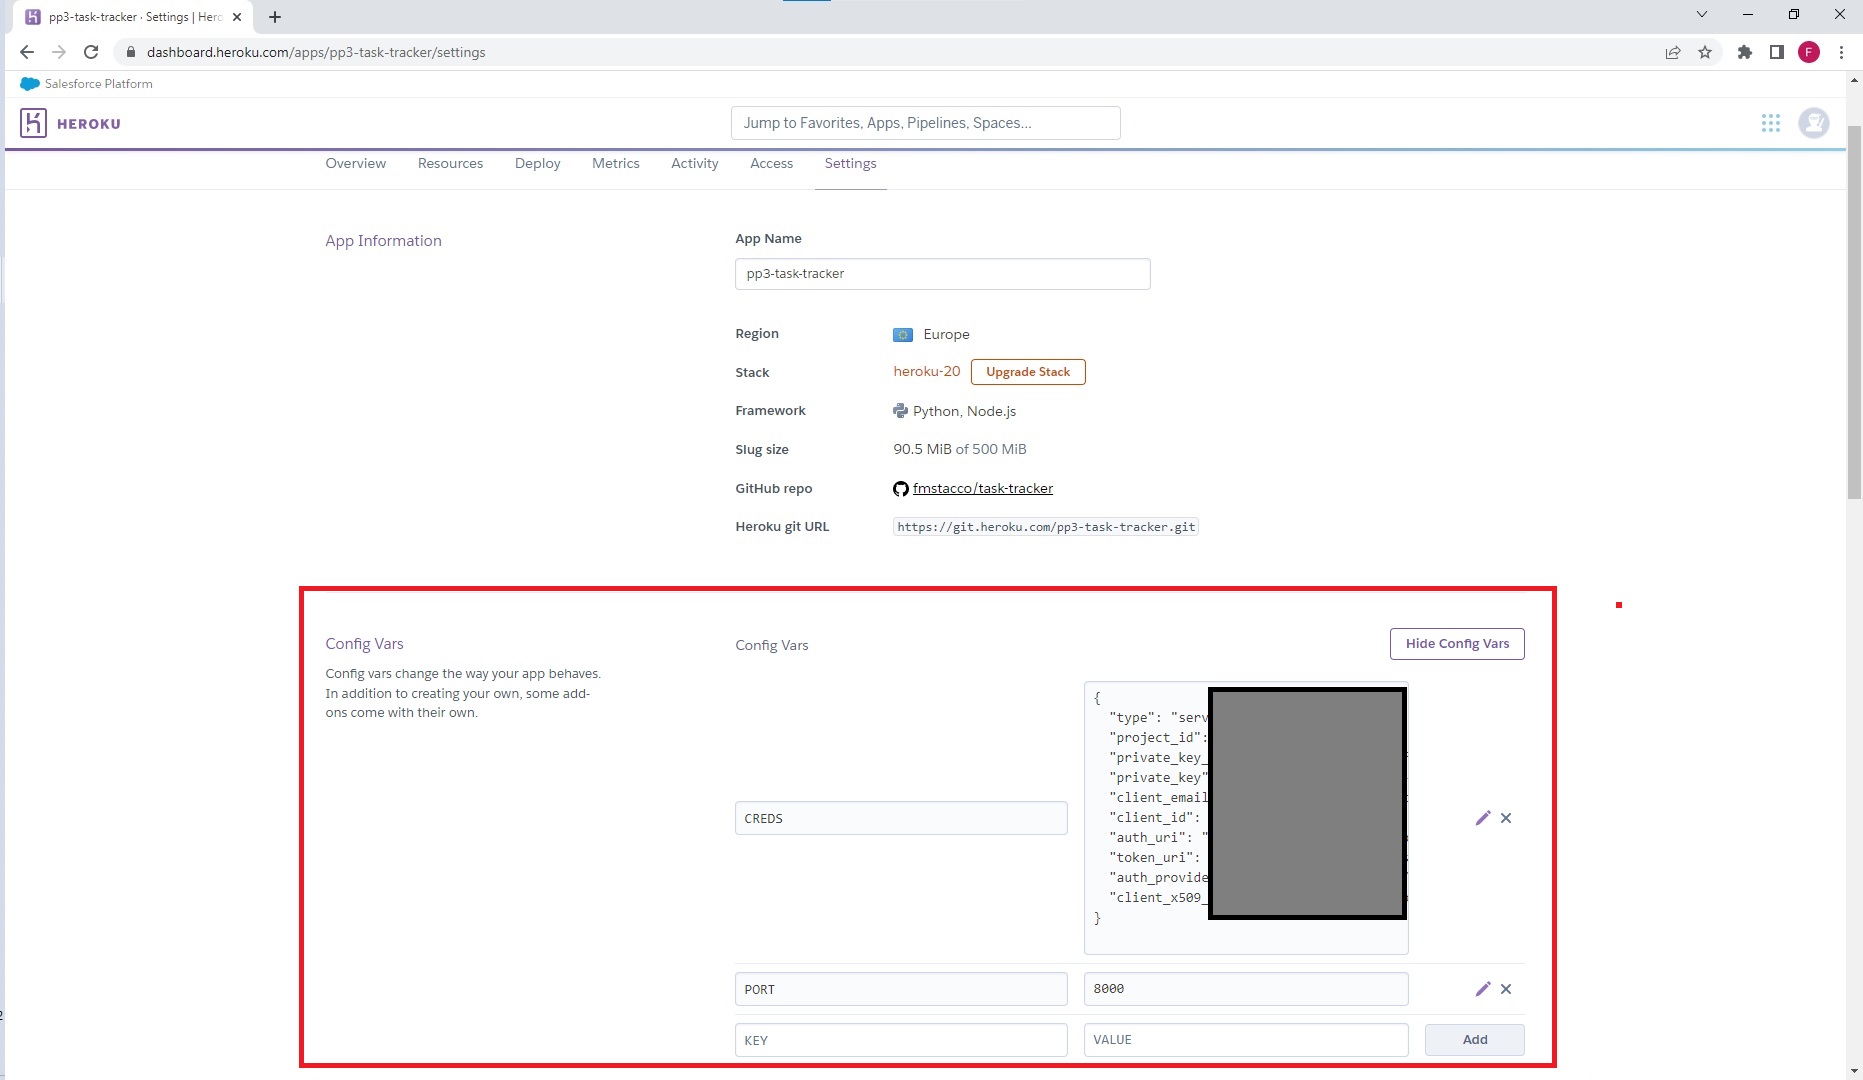 pp3-task-tracker · Settings | Hero
dashboard.heroku.com/apps/pp3-task-tracker/settings
F
Salesforce Platform
HEROKU
Jump to Favorites, Apps, Pipelines, Spaces...
Overview Resources Deploy Metrics Activity Access Settings
App Information
App Name
pp3-task-tracker
Region Europe
Stack heroku-20 Upgrade Stack
Framework Python, Node.js
Slug size 90.5 MiB of 500 MiB
GitHub repo fmstacco/task-tracker
Heroku git URL https://git.heroku.com/pp3-task-tracker.git
Config Vars
Config vars change the way your app behaves.
In addition to creating your own, some add-
ons come with their own.
Config Vars Hide Config Vars
CREDS
{
"type": "serv
"project_id":
"private_key_
"private_key"
"client_email
"client_id":
"auth_uri": "
"token_uri":
"auth_provide
"client_x509_
}
PORT 8000
KEY VALUE Add